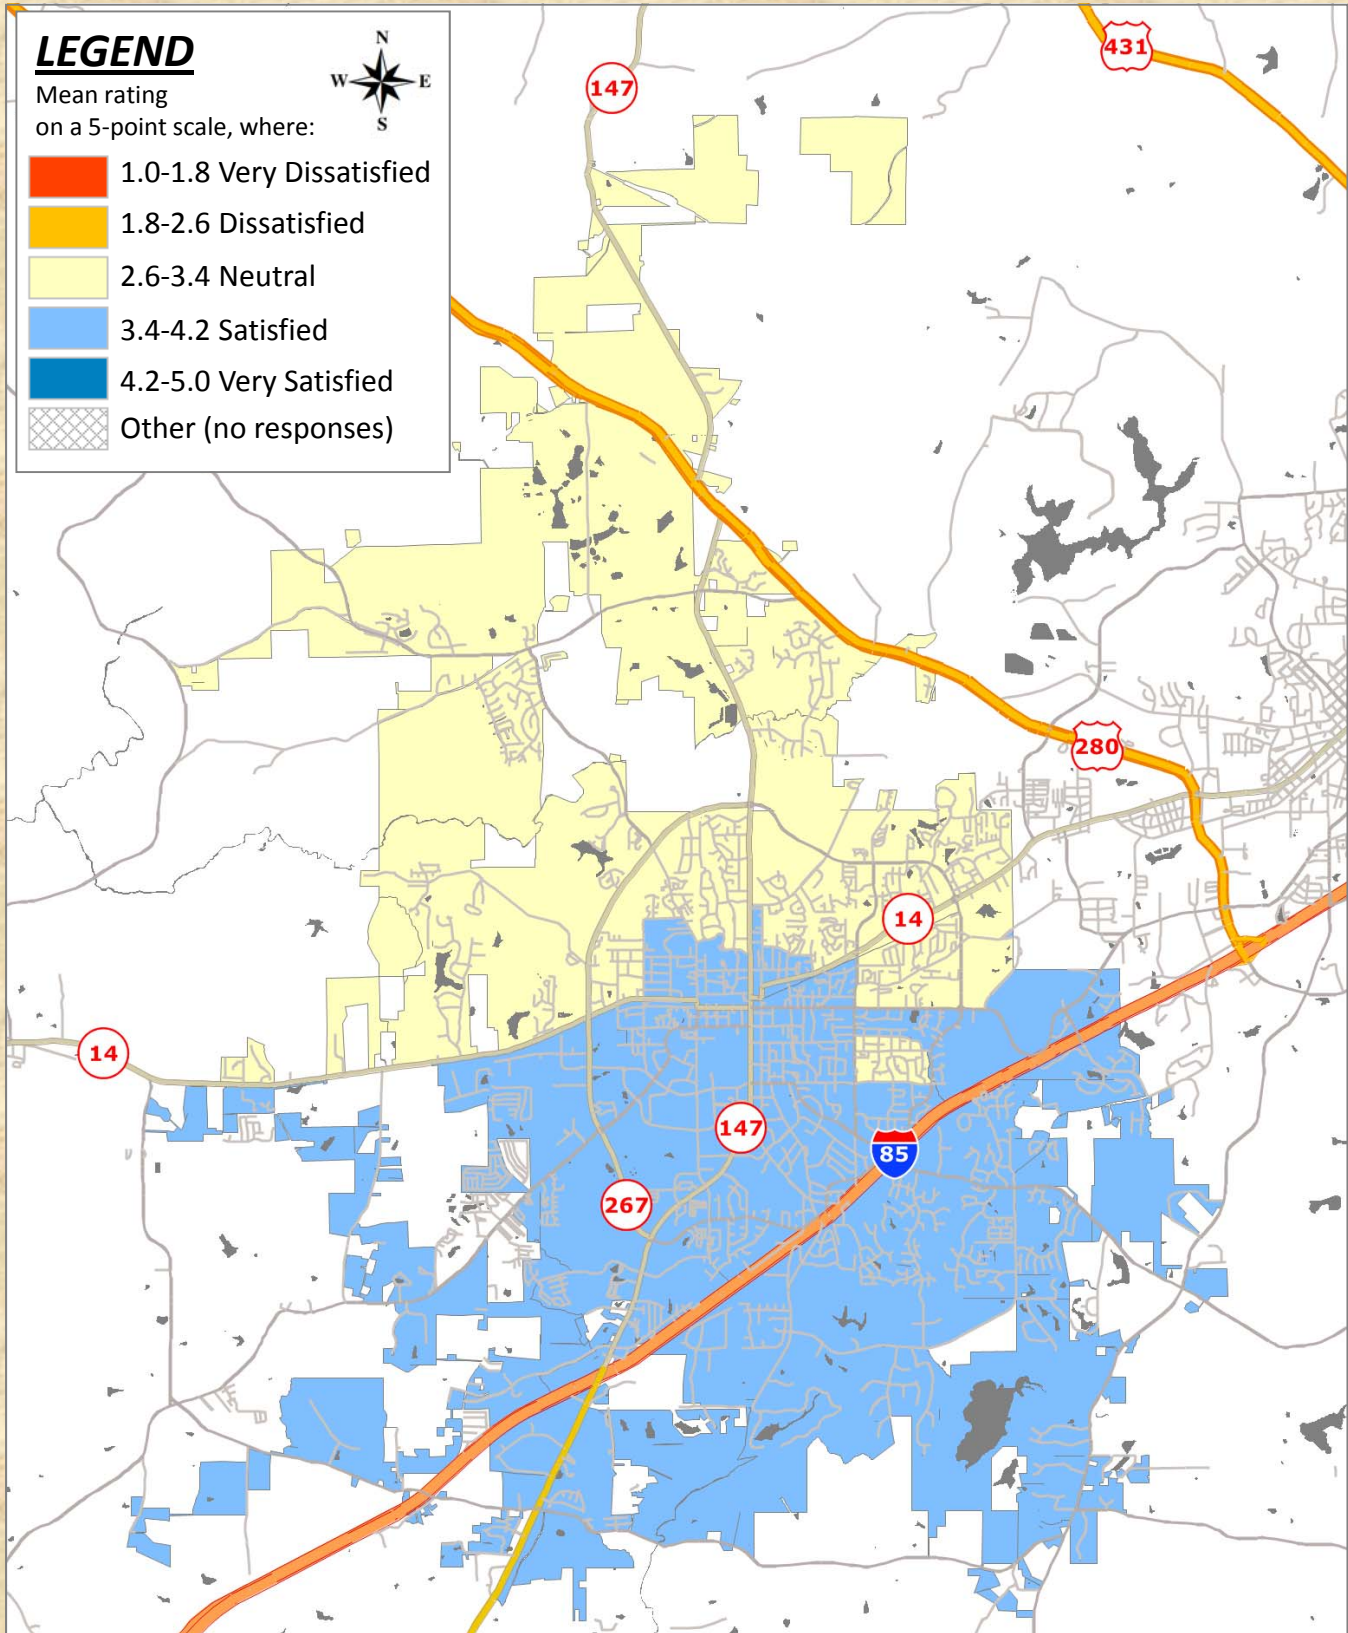 LEGEND
Mean rating
on a 5-point scale, where:
1.0-1.8 Very Dissatisfied
1.8-2.6 Dissatisfied
2.6-3.4 Neutral
3.4-4.2 Satisfied
4.2-5.0 Very Satisfied
Other (no responses)
N
W E
S
431
147
280
14
14
147
85
267